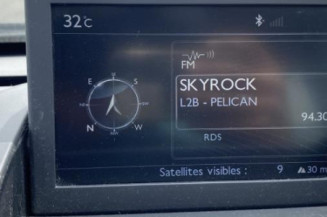 32°C
FM
SKYROCK
L2B - PELICAN
94.30
RDS
E S
N W
Satellites visibles : 9 30 m